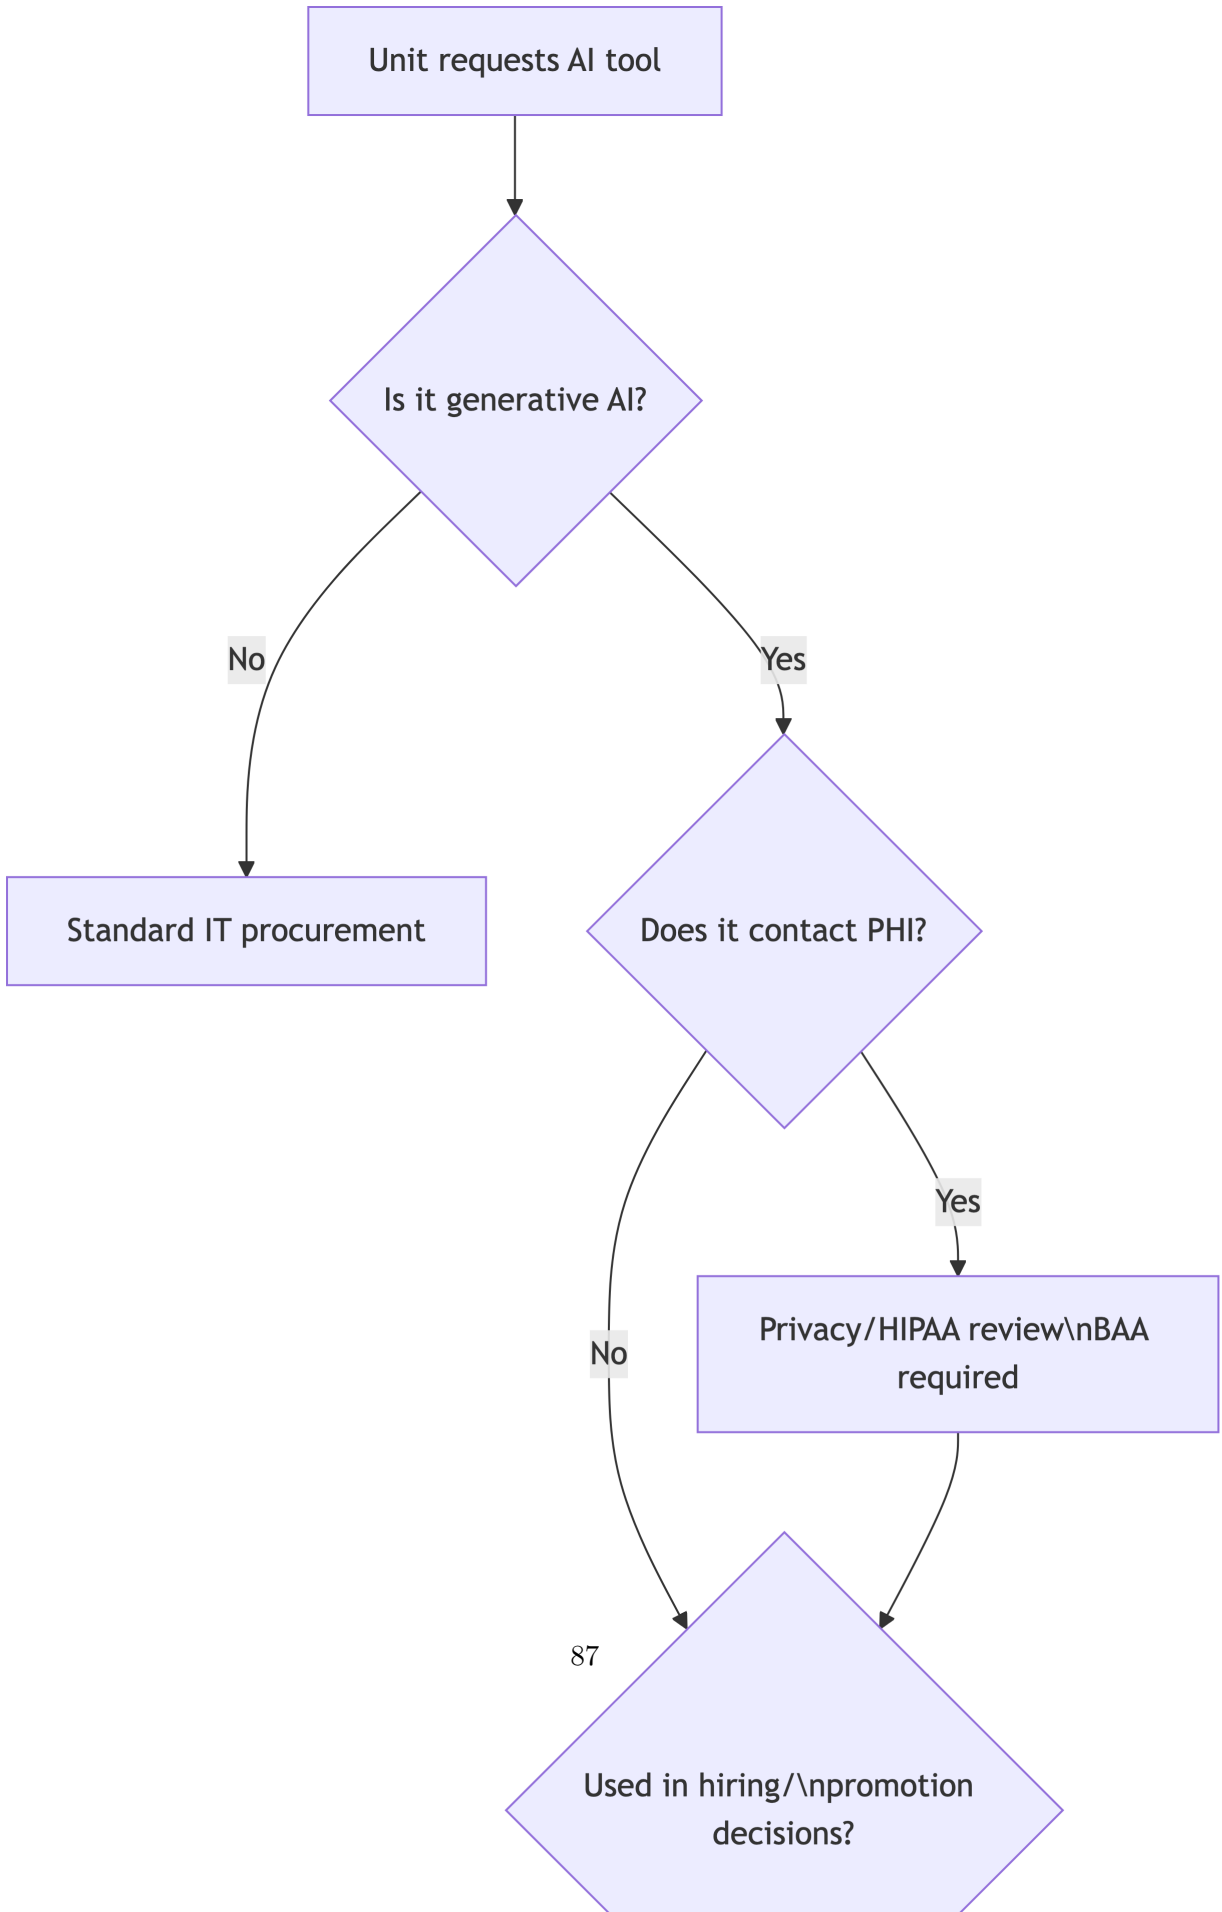 Unit requests AI tool
Is it generative AI?
No
Yes
Standard IT procurement
Does it contact PHI?
Yes
Privacy/HIPAA review\nBAA
required
No
87
Used in hiring/\npromotion
decisions?